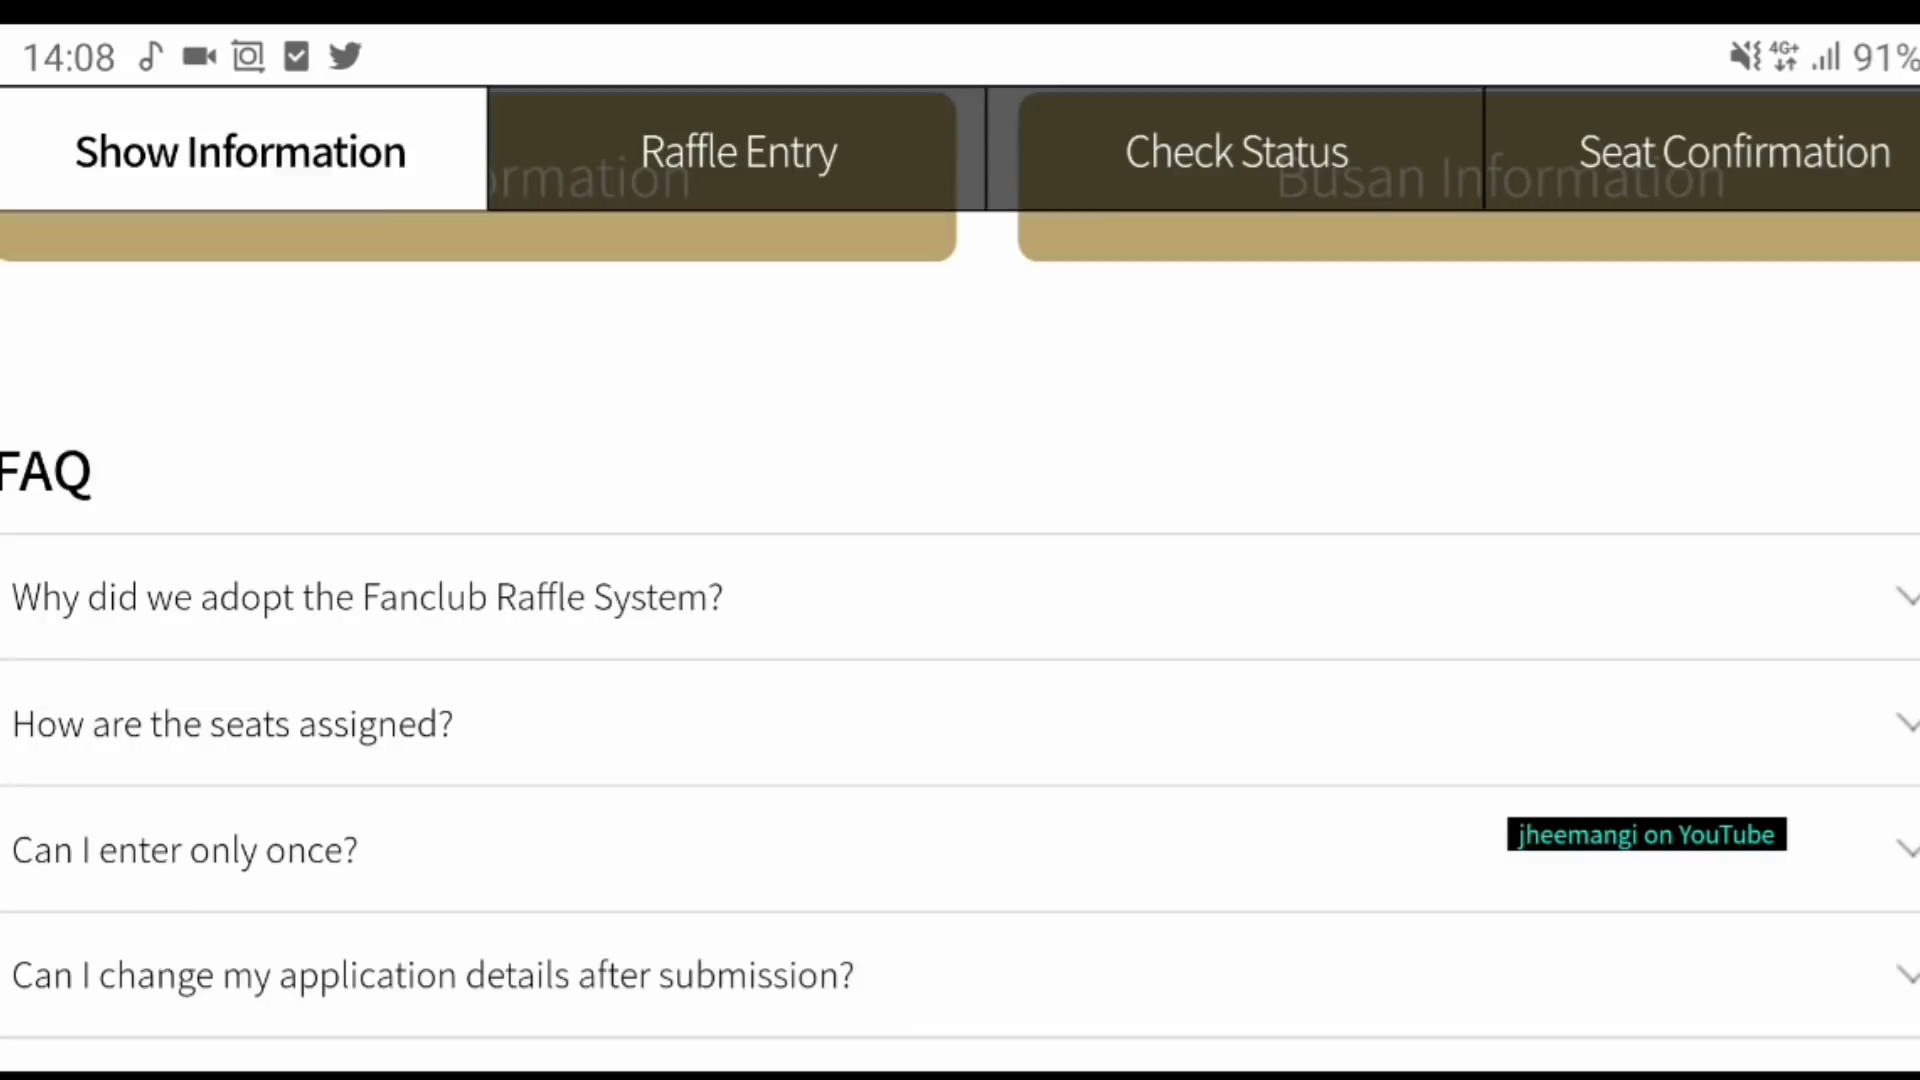 14:08 4G+ 91%
Show Information Raffle Entry Check Status Seat Confirmation
Busan Information
FAQ
Why did we adopt the Fanclub Raffle System?
How are the seats assigned?
jheemangi on YouTube
Can I enter only once?
Can I change my application details after submission?